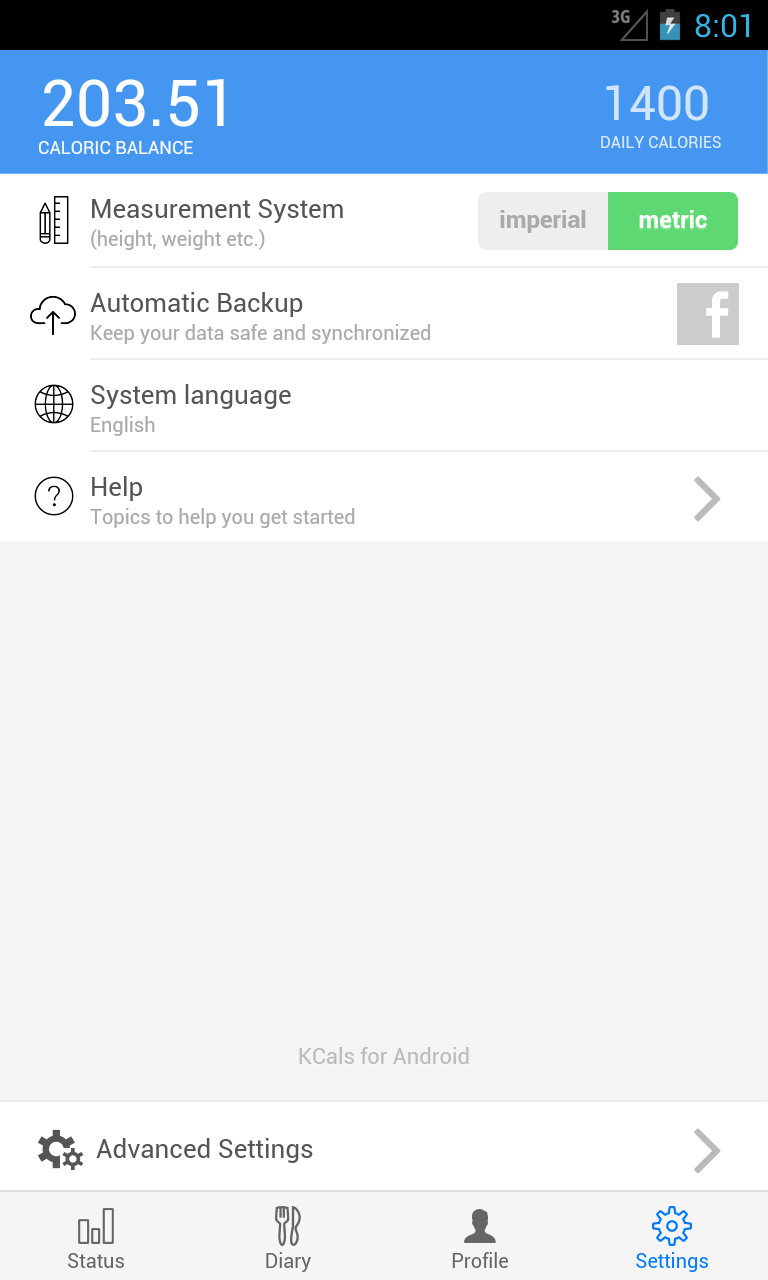 3G 8:01
203.51 1400
CALORIC BALANCE DAILY CALORIES
Measurement System
(height, weight etc.)
imperial metric
Automatic Backup
Keep your data safe and synchronized
f
System language
English
?
Help
Topics to help you get started
KCals for Android
Advanced Settings
Status Diary Profile Settings